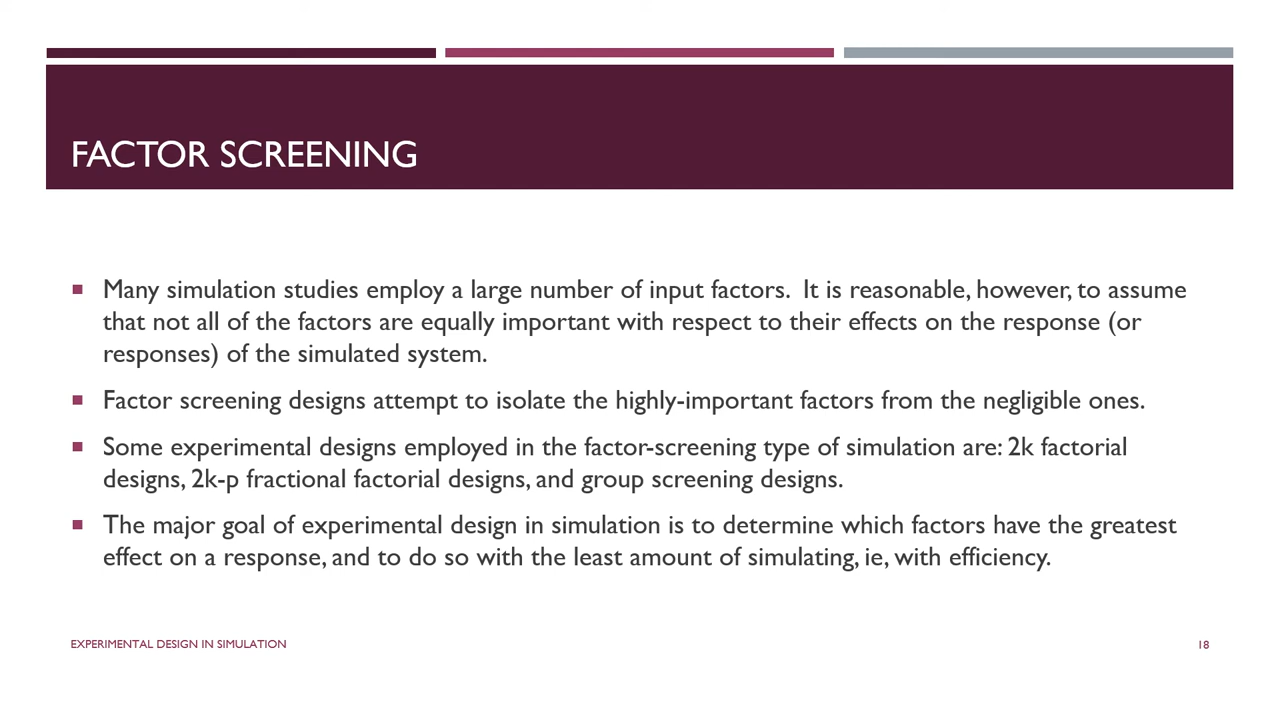 FACTOR SCREENING
■ Many simulation studies employ a large number of input factors.  It is reasonable, however, to assume
that not all of the factors are equally important with respect to their effects on the response (or
responses) of the simulated system.
■ Factor screening designs attempt to isolate the highly-important factors from the negligible ones.
■ Some experimental designs employed in the factor-screening type of simulation are: 2k factorial
designs, 2k-p fractional factorial designs, and group screening designs.
■ The major goal of experimental design in simulation is to determine which factors have the greatest
effect on a response, and to do so with the least amount of simulating, ie, with efficiency.
EXPERIMENTAL DESIGN IN SIMULATION
18